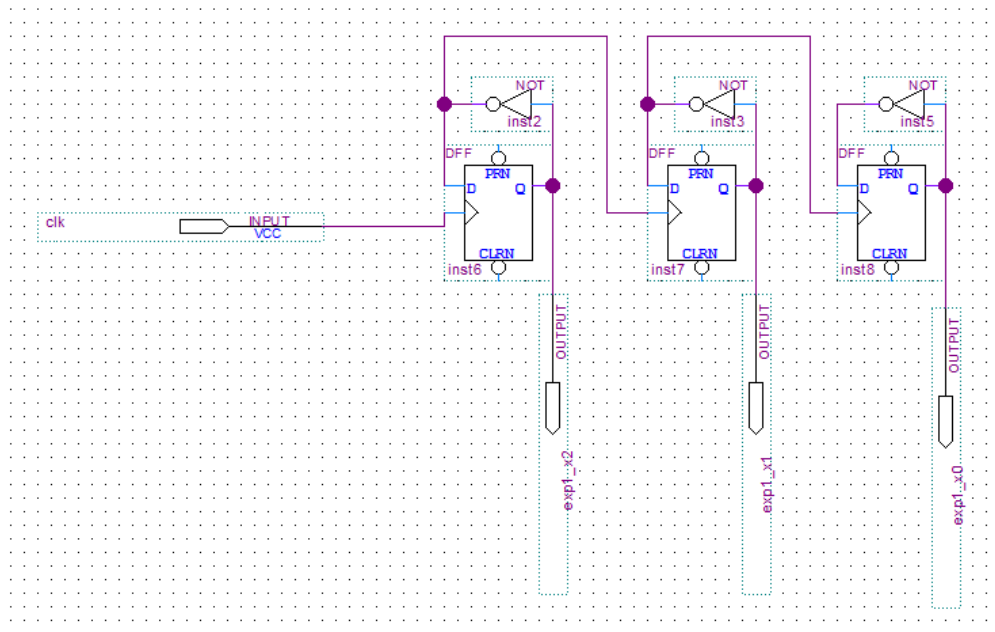 NOT
inst2
NOT
inst3
NOT
inst5
DFF
PRN
D
Q
CLRN
inst6
DFF
PRN
D
Q
CLRN
inst7
DFF
PRN
D
Q
CLRN
inst8
clk
INPUT
VCC
OUTPUT
exp1_x2
OUTPUT
exp1_x1
OUTPUT
exp1_x0